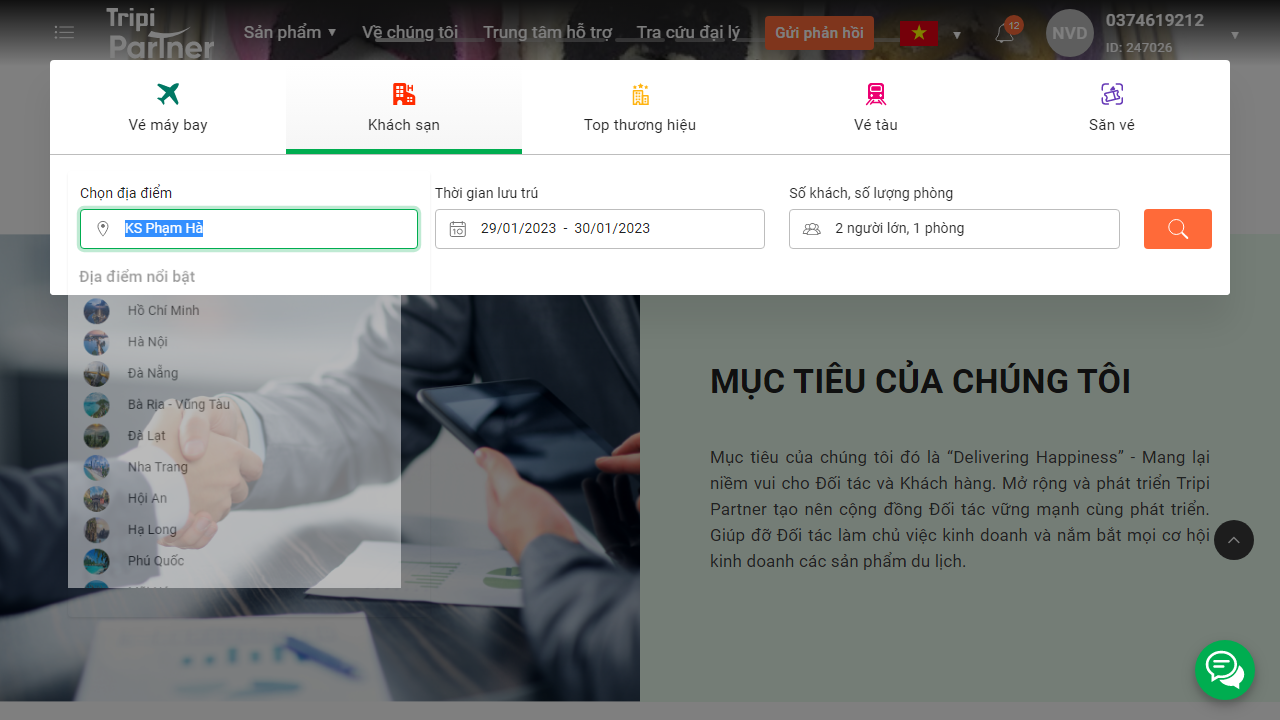 Tripi
Partner
Sản phẩm ▼
Về chúng tôi
Trung tâm hỗ trợ
Tra cứu đại lý
Gửi phản hồi
12
NVD
0374619212
ID: 247026
Vé máy bay
Khách sạn
Top thương hiệu
Vé tàu
Săn vé
Chọn địa điểm
KS Phạm Hà
Thời gian lưu trú
29/01/2023 - 30/01/2023
Số khách, số lượng phòng
2 người lớn, 1 phòng
Địa điểm nổi bật
Hồ Chí Minh
Hà Nội
Đà Nẵng
Bà Rịa - Vũng Tàu
Đà Lạt
Nha Trang
Hội An
Hạ Long
Phú Quốc
MỤC TIÊU CỦA CHÚNG TÔI
Mục tiêu của chúng tôi đó là “Delivering Happiness” - Mang lại
niềm vui cho Đối tác và Khách hàng. Mở rộng và phát triển Tripi
Partner tạo nên cộng đồng Đối tác vững mạnh cùng phát triển.
Giúp đỡ Đối tác làm chủ việc kinh doanh và nắm bắt mọi cơ hội
kinh doanh các sản phẩm du lịch.